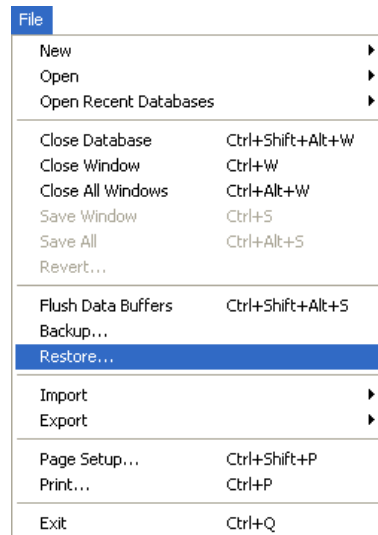 File
New
Open
Open Recent Databases
Close Database Ctrl+Shift+Alt+W
Close Window Ctrl+W
Close All Windows Ctrl+Alt+W
Save Window Ctrl+S
Save All Ctrl+Alt+S
Revert...
Flush Data Buffers Ctrl+Shift+Alt+S
Backup...
Restore...
Import
Export
Page Setup... Ctrl+Shift+P
Print... Ctrl+P
Exit Ctrl+Q